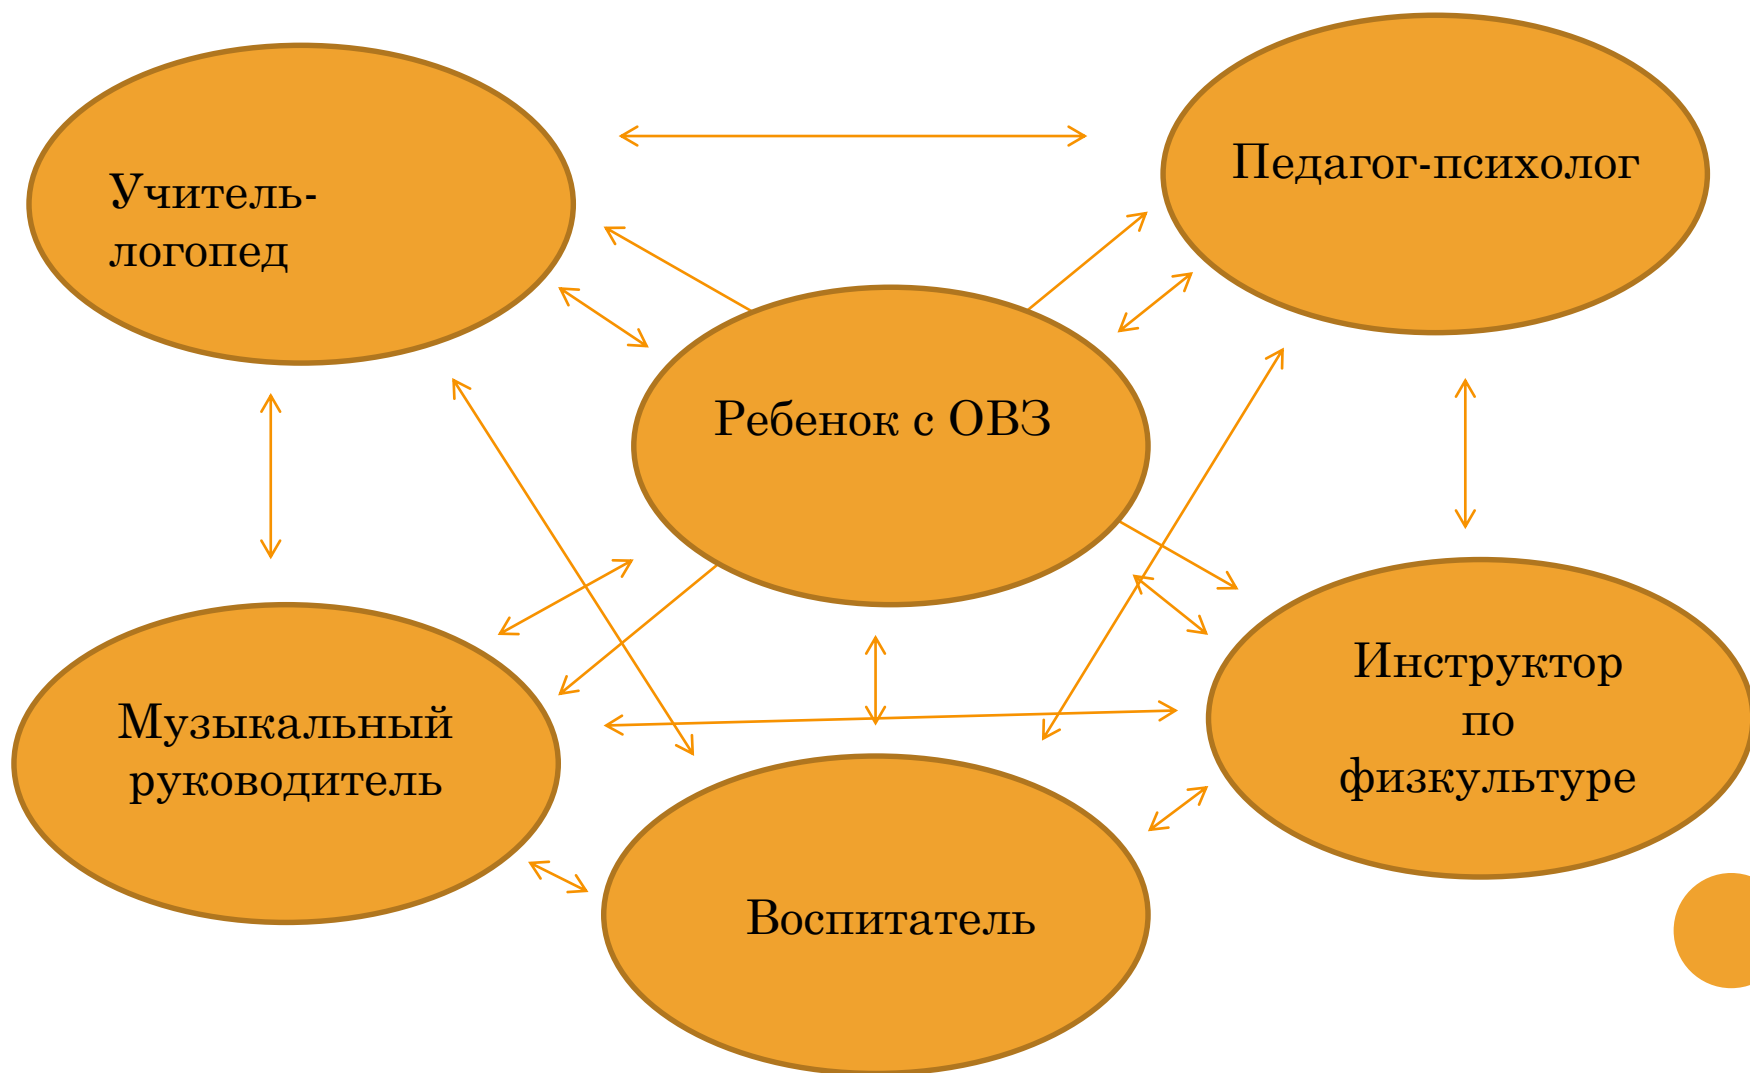 Учитель-
логопед
Педагог-психолог
Ребенок с ОВЗ
Музыкальный
руководитель
Инструктор
по
физкультуре
Воспитатель